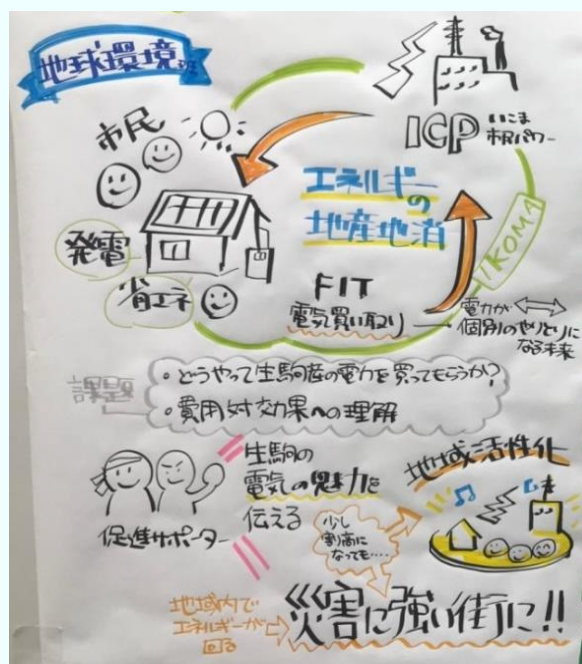 地球環境班
市民
発電
省エネ
ICP
いこま
市民パワー
エネルギー
の
地産地消
IKOMA
FIT
電気買い取り
電力が
個別のやりとりに
なる未来
課題
・どうやって生駒産の電力を買ってもらうか?
・費用対効果への理解
促進サポーター
生駒の
電気の魅力を
伝える
少し
割高に
なっても....
地域活性化
地域内で
エネルギーが
回る
災害に強い街に!!